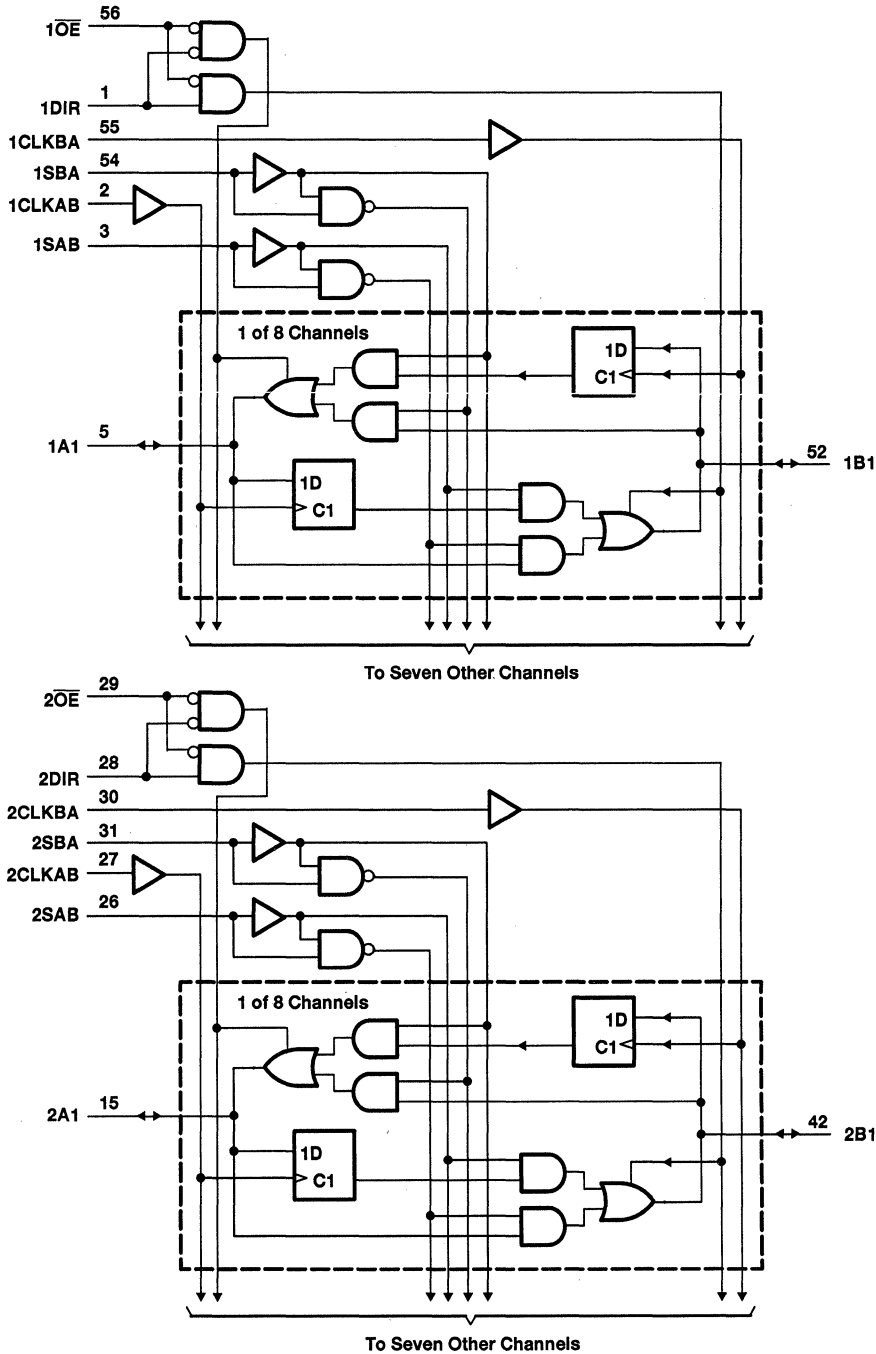 56
1O̅E̅
1
1DIR
55
1CLKBA
54
1SBA
2
1CLKAB
3
1SAB
1 of 8 Channels
1D
C1
5
1A1
52
1B1
1D
C1
To Seven Other Channels
29
2O̅E̅
28
2DIR
30
2CLKBA
31
2SBA
27
2CLKAB
26
2SAB
1 of 8 Channels
1D
C1
15
2A1
42
2B1
1D
C1
To Seven Other Channels